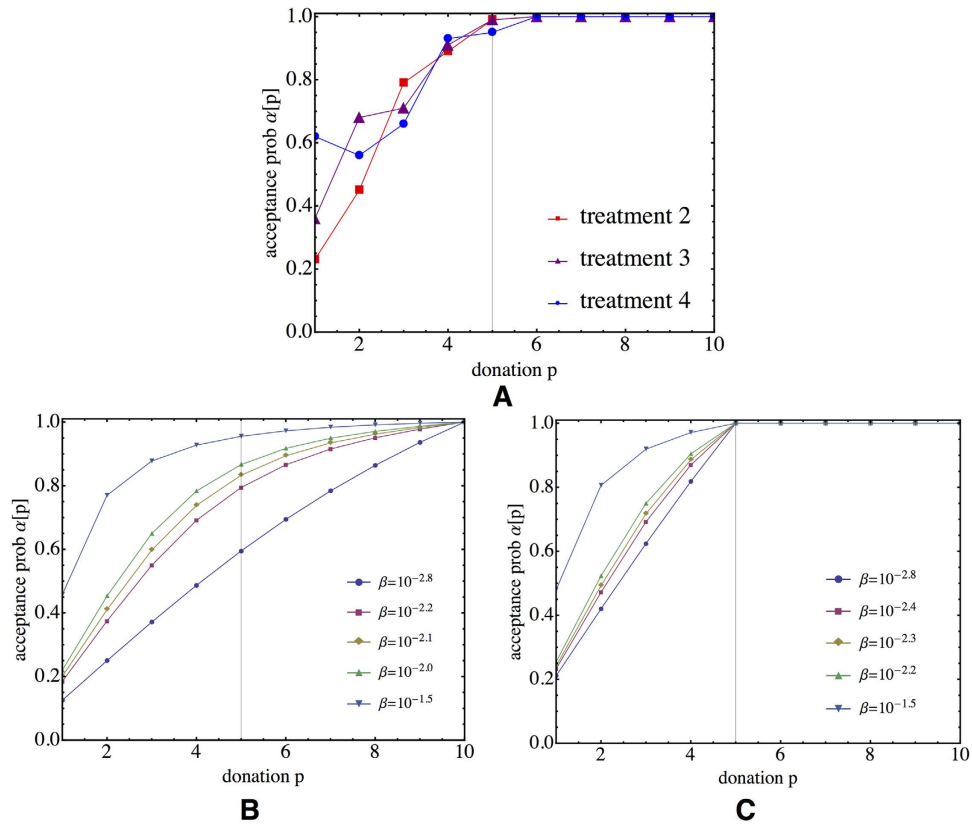 1.0
0.8
0.6
0.4
0.2
0.0
acceptance prob α[p]
treatment 2
treatment 3
treatment 4
2 4 6 8 10
donation p
A
1.0
0.8
0.6
0.4
0.2
0.0
acceptance prob α[p]
β=10⁻²·⁸
β=10⁻²·²
β=10⁻²·¹
β=10⁻²·⁰
β=10⁻¹·⁵
2 4 6 8 10
donation p
B
1.0
0.8
0.6
0.4
0.2
0.0
acceptance prob α[p]
β=10⁻²·⁸
β=10⁻²·⁴
β=10⁻²·³
β=10⁻²·²
β=10⁻¹·⁵
2 4 6 8 10
donation p
C